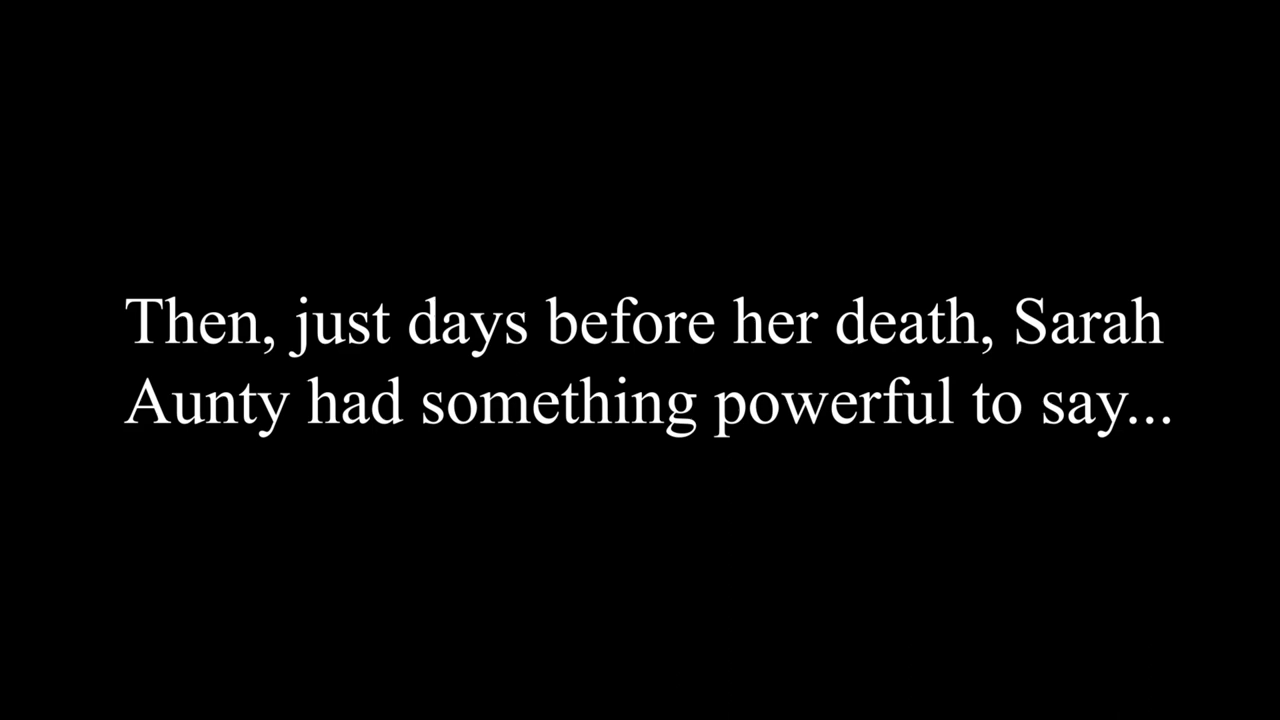 Then, just days before her death, Sarah
Aunty had something powerful to say...